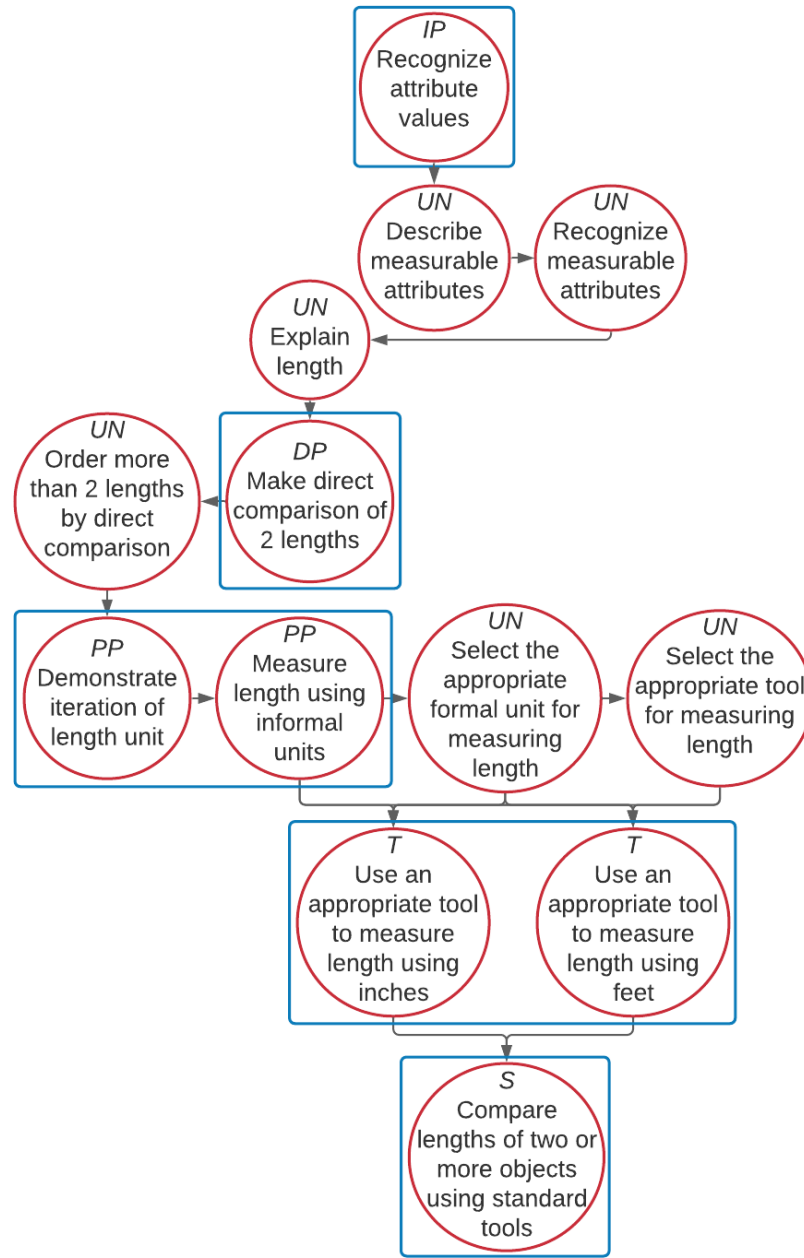 IP
Recognize
attribute
values
UN
Describe
measurable
attributes
UN
Recognize
measurable
attributes
UN
Explain
length
DP
Make direct
comparison of
2 lengths
UN
Order more
than 2 lengths
by direct
comparison
PP
Demonstrate
iteration of
length unit
PP
Measure
length using
informal
units
UN
Select the
appropriate
formal unit for
measuring
length
UN
Select the
appropriate tool
for measuring
length
T
Use an
appropriate tool
to measure
length using
inches
T
Use an
appropriate tool
to measure
length using
feet
S
Compare
lengths of two or
more objects
using standard
tools